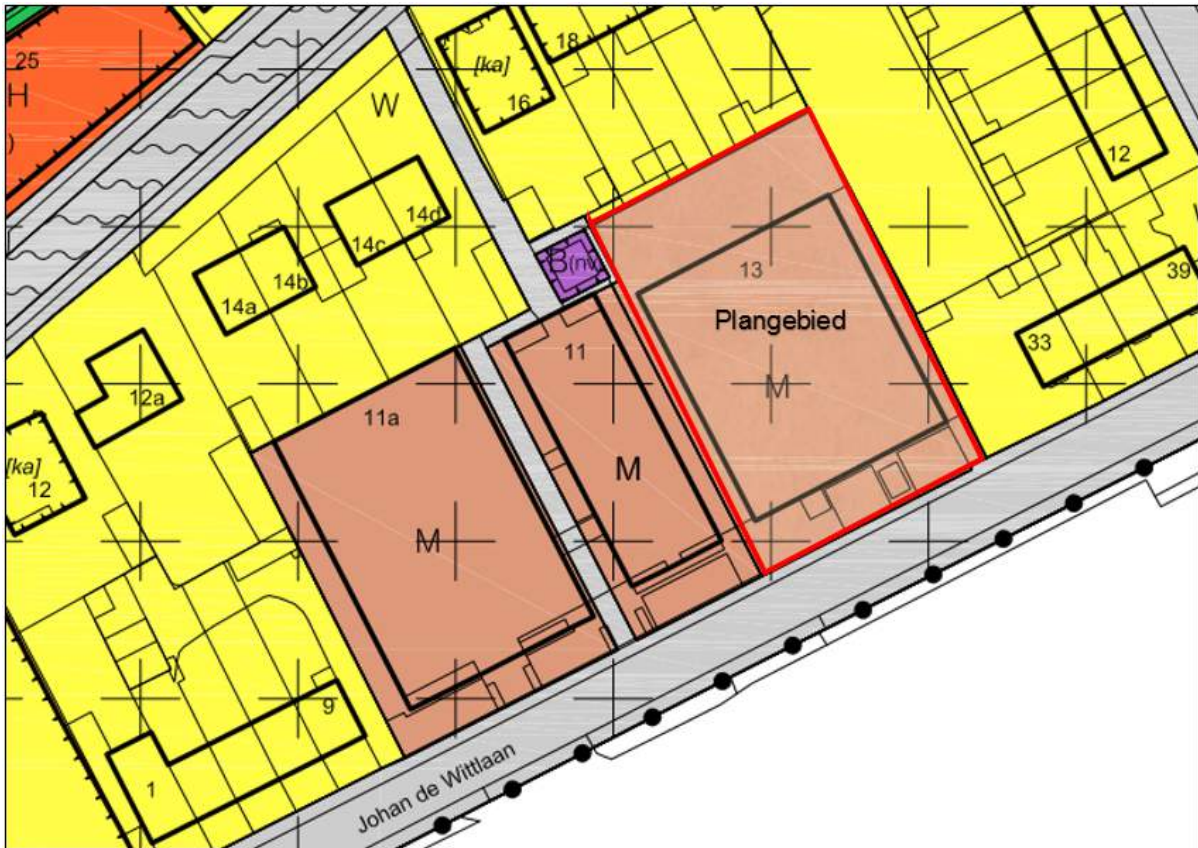 25
H
)
W
[ka]
16
18
12
14d
14c
14b
14a
B(nv)
13
39
33
Plangebied
M
11
12a
11a
M
[ka]
12
M
9
1
Johan de Wittlaan